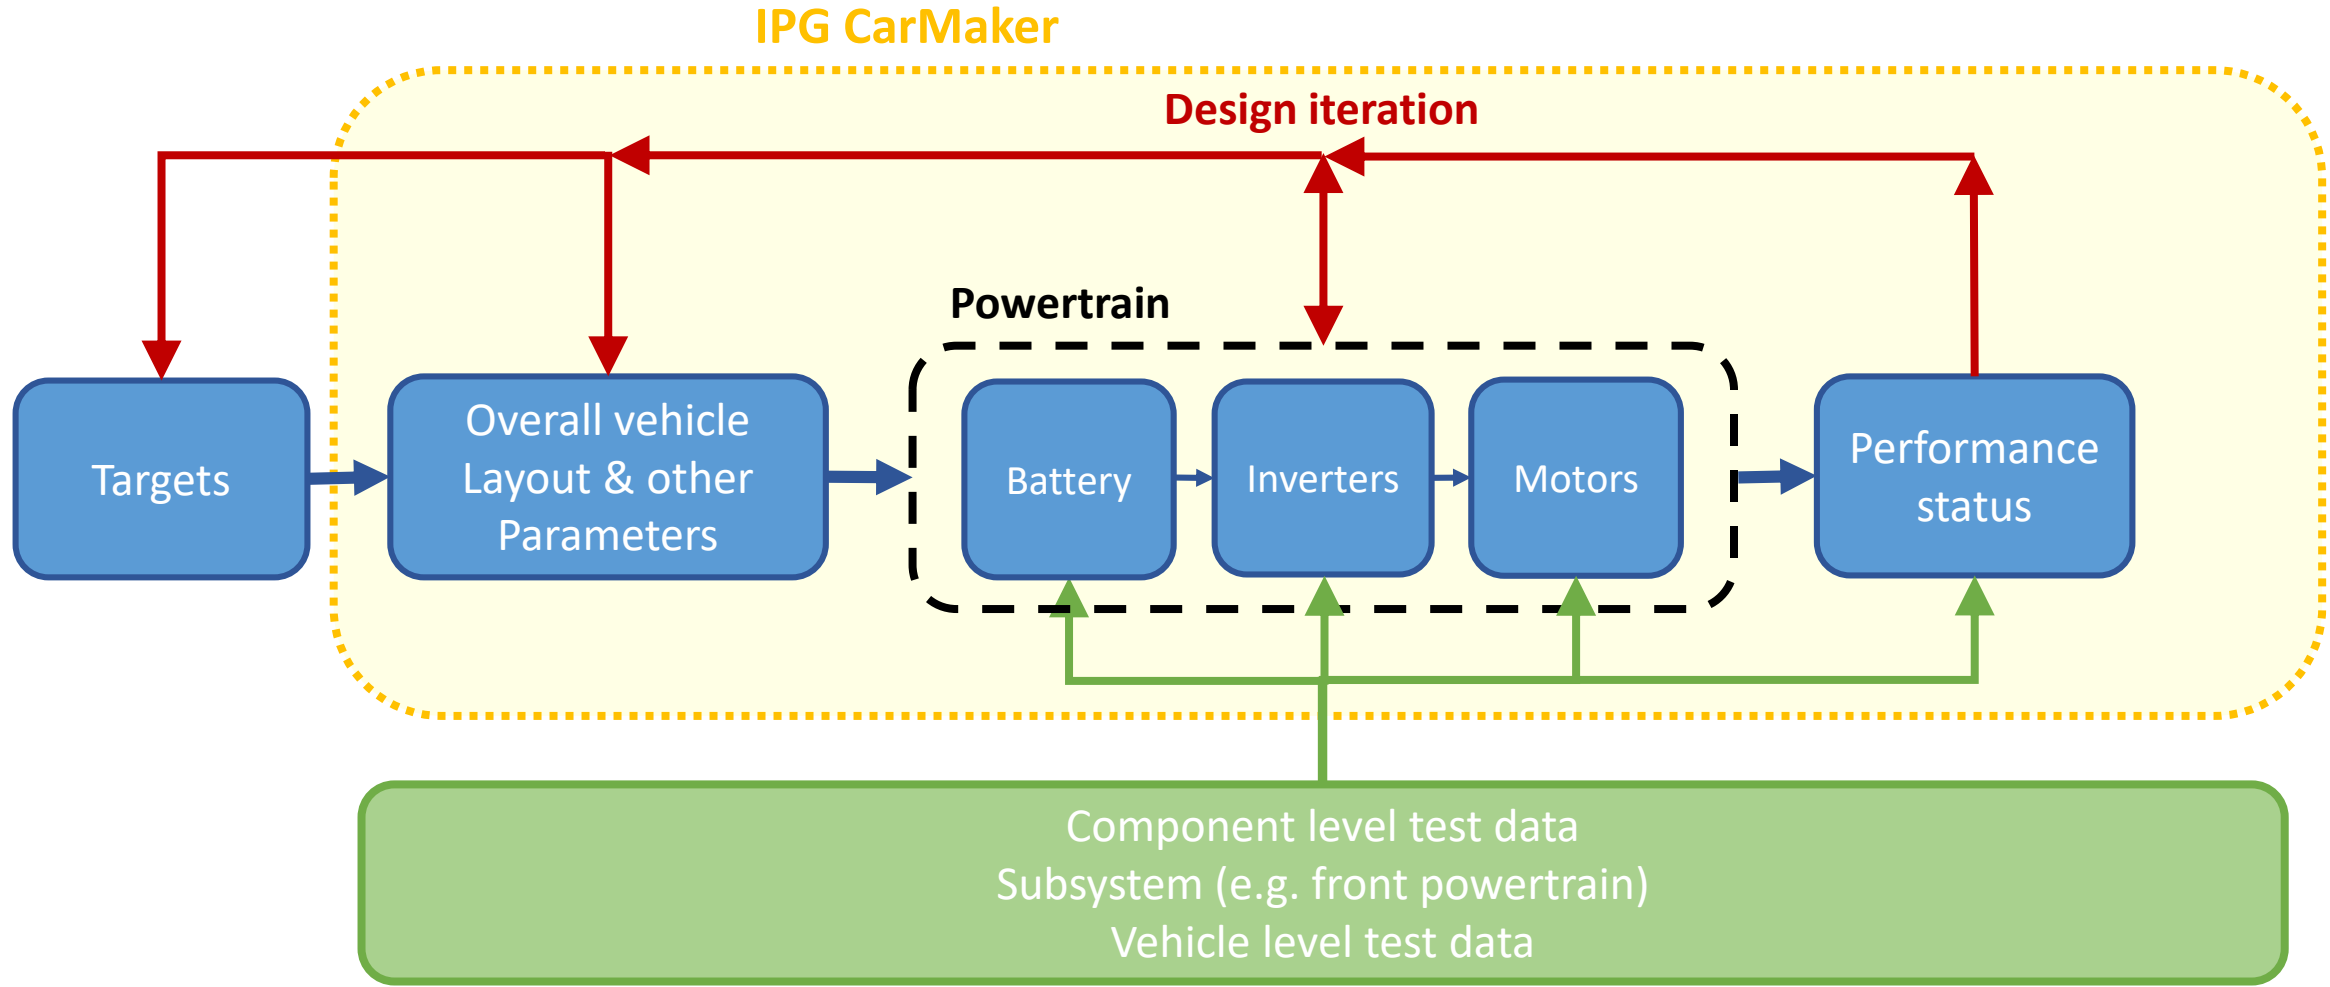 IPG CarMaker
Design iteration
Powertrain
Targets
Overall vehicle
Layout & other
Parameters
Battery
Inverters
Motors
Performance
status
Component level test data
Subsystem (e.g. front powertrain)
Vehicle level test data